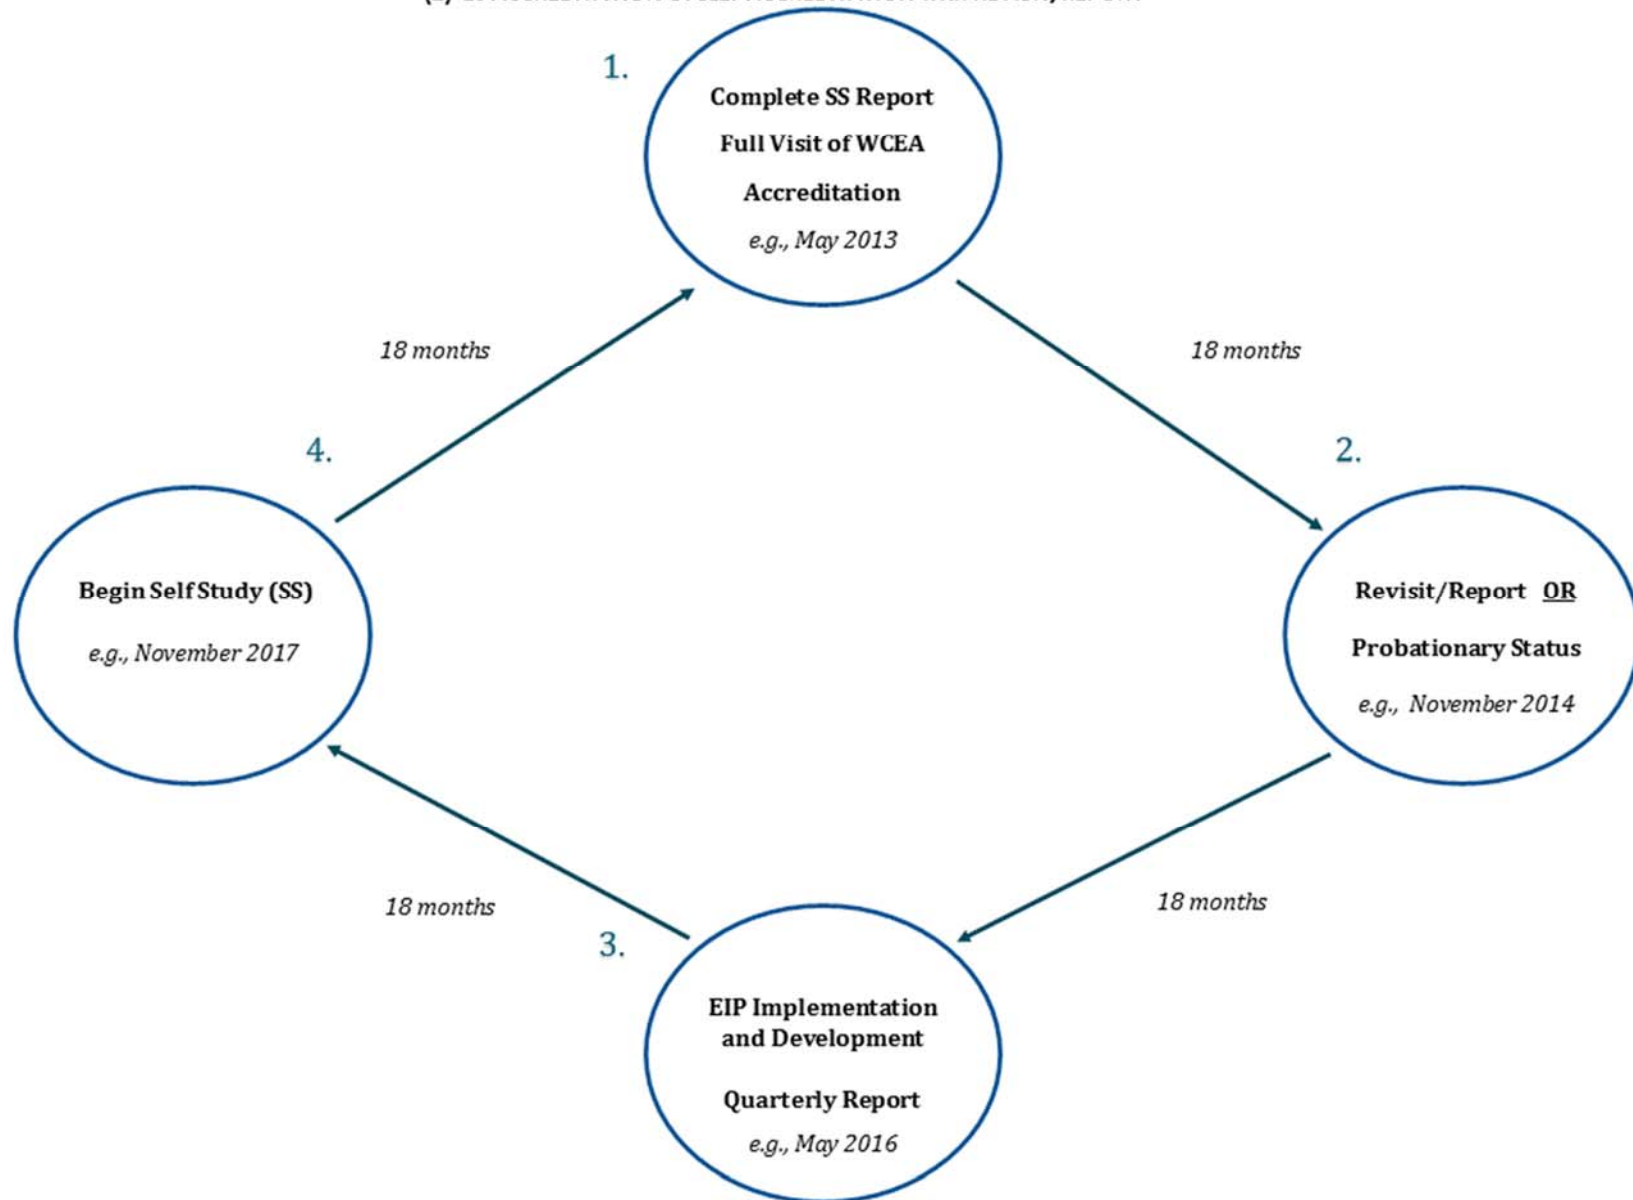 1.
Complete SS Report
Full Visit of WCEA
Accreditation
e.g., May 2013
18 months
18 months
4.
2.
Begin Self Study (SS)
e.g., November 2017
Revisit/Report OR
Probationary Status
e.g., November 2014
18 months
18 months
3.
EIP Implementation
and Development
Quarterly Report
e.g., May 2016